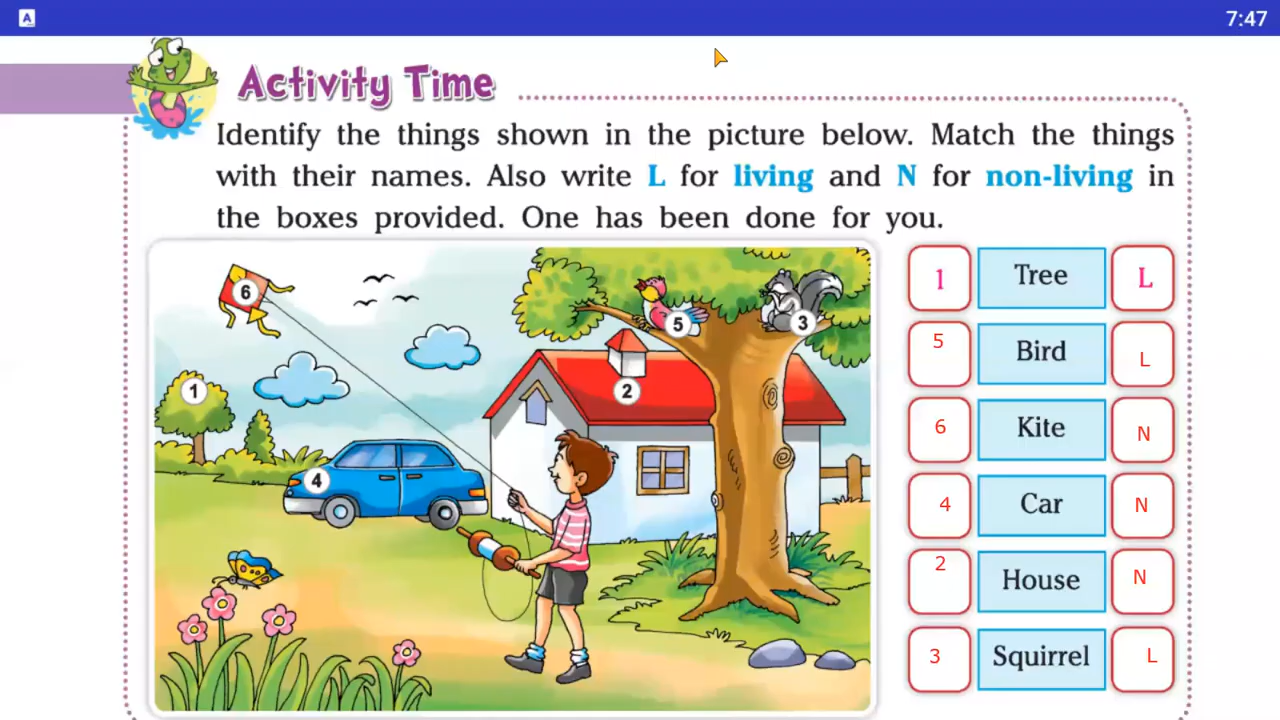 A
7:47
Activity Time
Identify the things shown in the picture below. Match the things
with their names. Also write L for living and N for non-living in
the boxes provided. One has been done for you.
6
5
3
2
1
4
1 Tree L
5 Bird L
6 Kite N
4 Car N
2 House N
3 Squirrel L